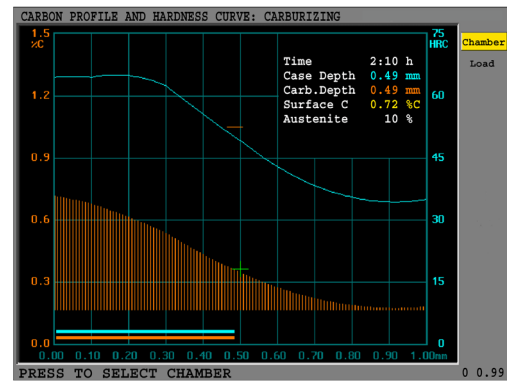 CARBON PROFILE AND HARDNESS CURVE: CARBURIZING
1.5
%C
75
HRC
Chamber
Load
Time 2:10 h
Case Depth 0.49 mm
Carb.Depth 0.49 mm
Surface C 0.72 %C
Austenite 10 %
1.2
60
0.9
45
0.6
30
0.3
15
0.0
0
0.00 0.10 0.20 0.30 0.40 0.50 0.60 0.70 0.80 0.90 1.00mm
PRESS TO SELECT CHAMBER
0 0.99